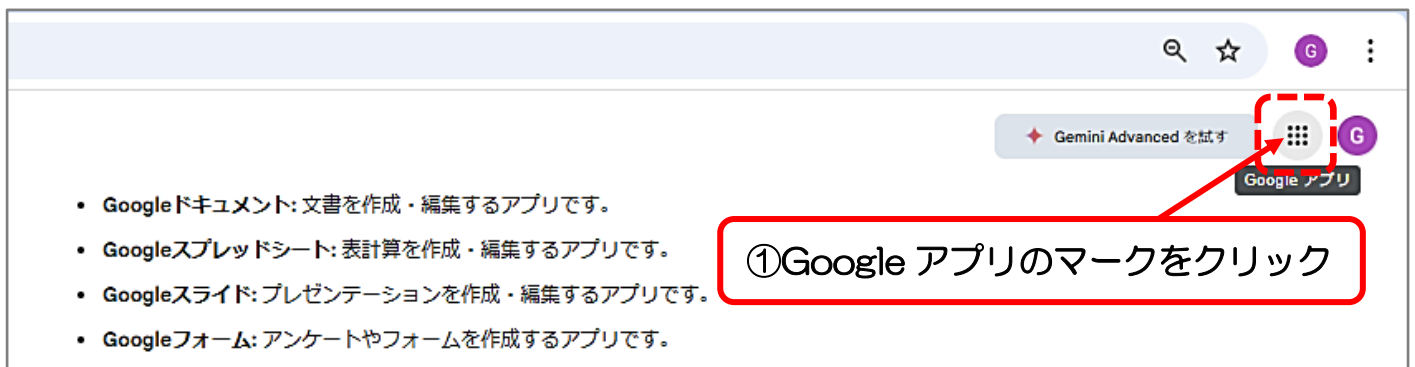 G
Gemini Advanced を試す
G
Google アプリ
• Googleドキュメント: 文書を作成・編集するアプリです。
• Googleスプレッドシート: 表計算を作成・編集するアプリです。
①Google アプリのマークをクリック
• Googleスライド: プレゼンテーションを作成・編集するアプリです。
• Googleフォーム: アンケートやフォームを作成するアプリです。